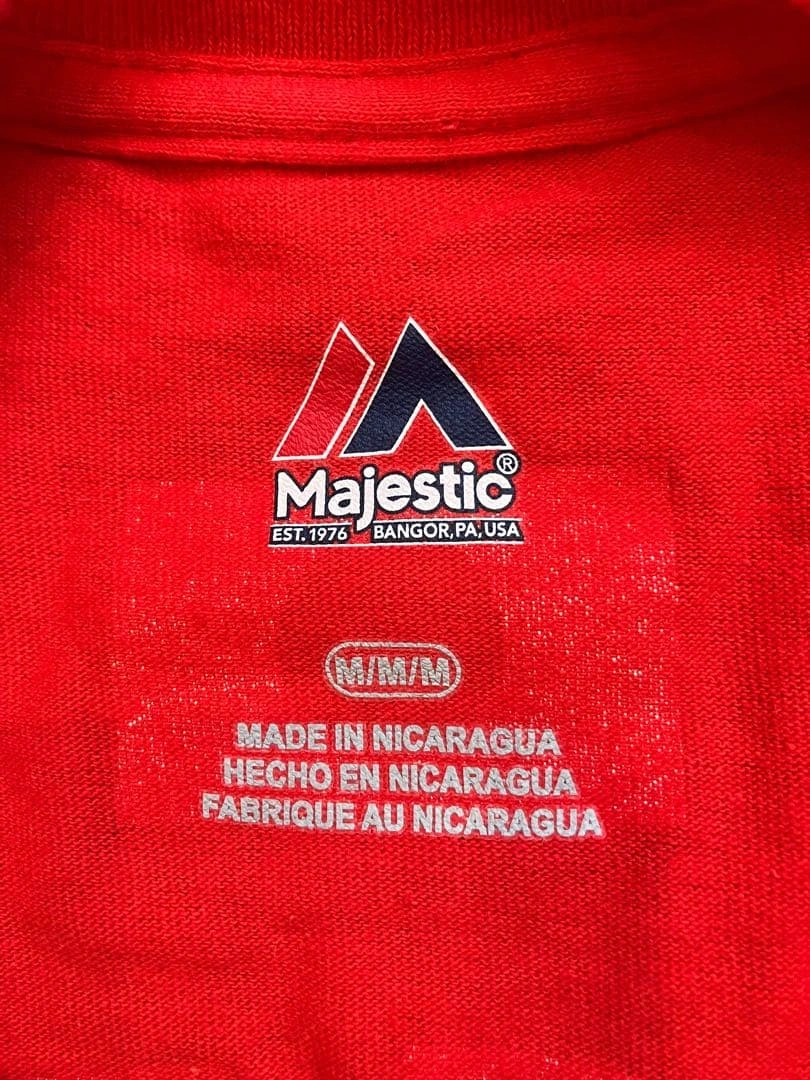 Majestic®
EST. 1976 BANGOR, PA, USA
M/M/M
MADE IN NICARAGUA
HECHO EN NICARAGUA
FABRIQUE AU NICARAGUA